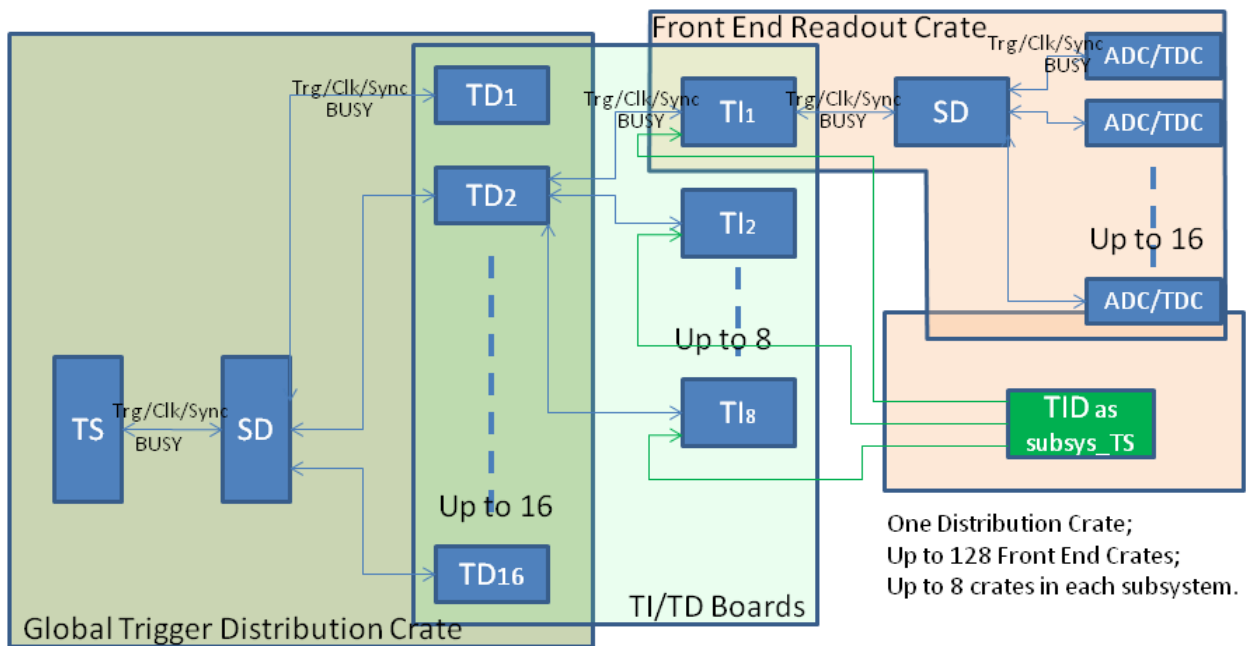 Front End Readout Crate
Trg/Clk/Sync
BUSY
ADC/TDC
TD1
Trg/Clk/Sync
BUSY
Trg/Clk/Sync
BUSY
TI1
Trg/Clk/Sync
BUSY
SD
ADC/TDC
TD2
TI2
Up to 16
ADC/TDC
Up to 8
TS
Trg/Clk/Sync
BUSY
SD
TI8
TID as
subsys_TS
Up to 16
TD16
One Distribution Crate;
Up to 128 Front End Crates;
Up to 8 crates in each subsystem.
TI/TD Boards
Global Trigger Distribution Crate